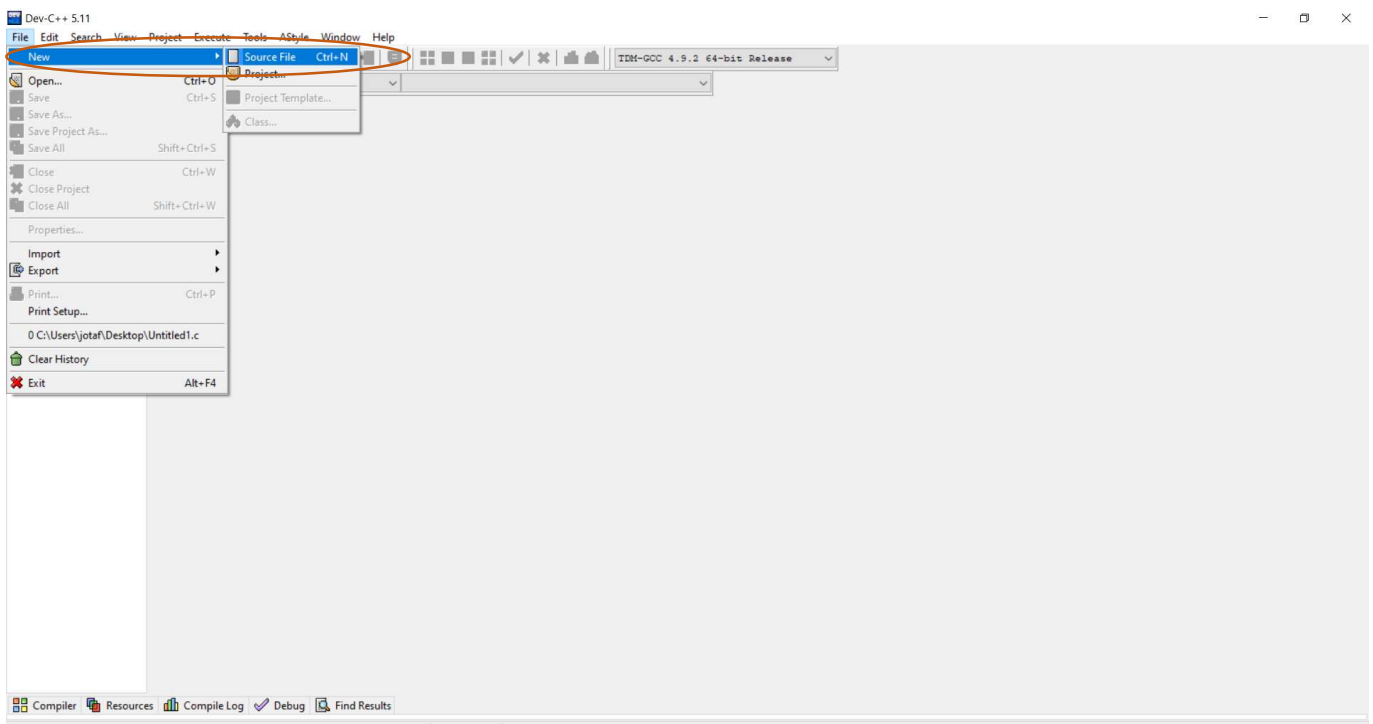 Dev-C++ 5.11
File Edit Search View Project Execute Tools AStyle Window Help
New
Source File Ctrl+N
TDM-GCC 4.9.2 64-bit Release
Open... Ctrl+O
Project...
Save Ctrl+S
Project Template...
Save As...
Class...
Save Project As...
Save All Shift+Ctrl+S
Close Ctrl+W
Close Project
Close All Shift+Ctrl+W
Properties...
Import
Export
Print... Ctrl+P
Print Setup...
0 C:\Users\jotaf\Desktop\Untitled1.c
Clear History
Exit Alt+F4
Compiler Resources Compile Log Debug Find Results